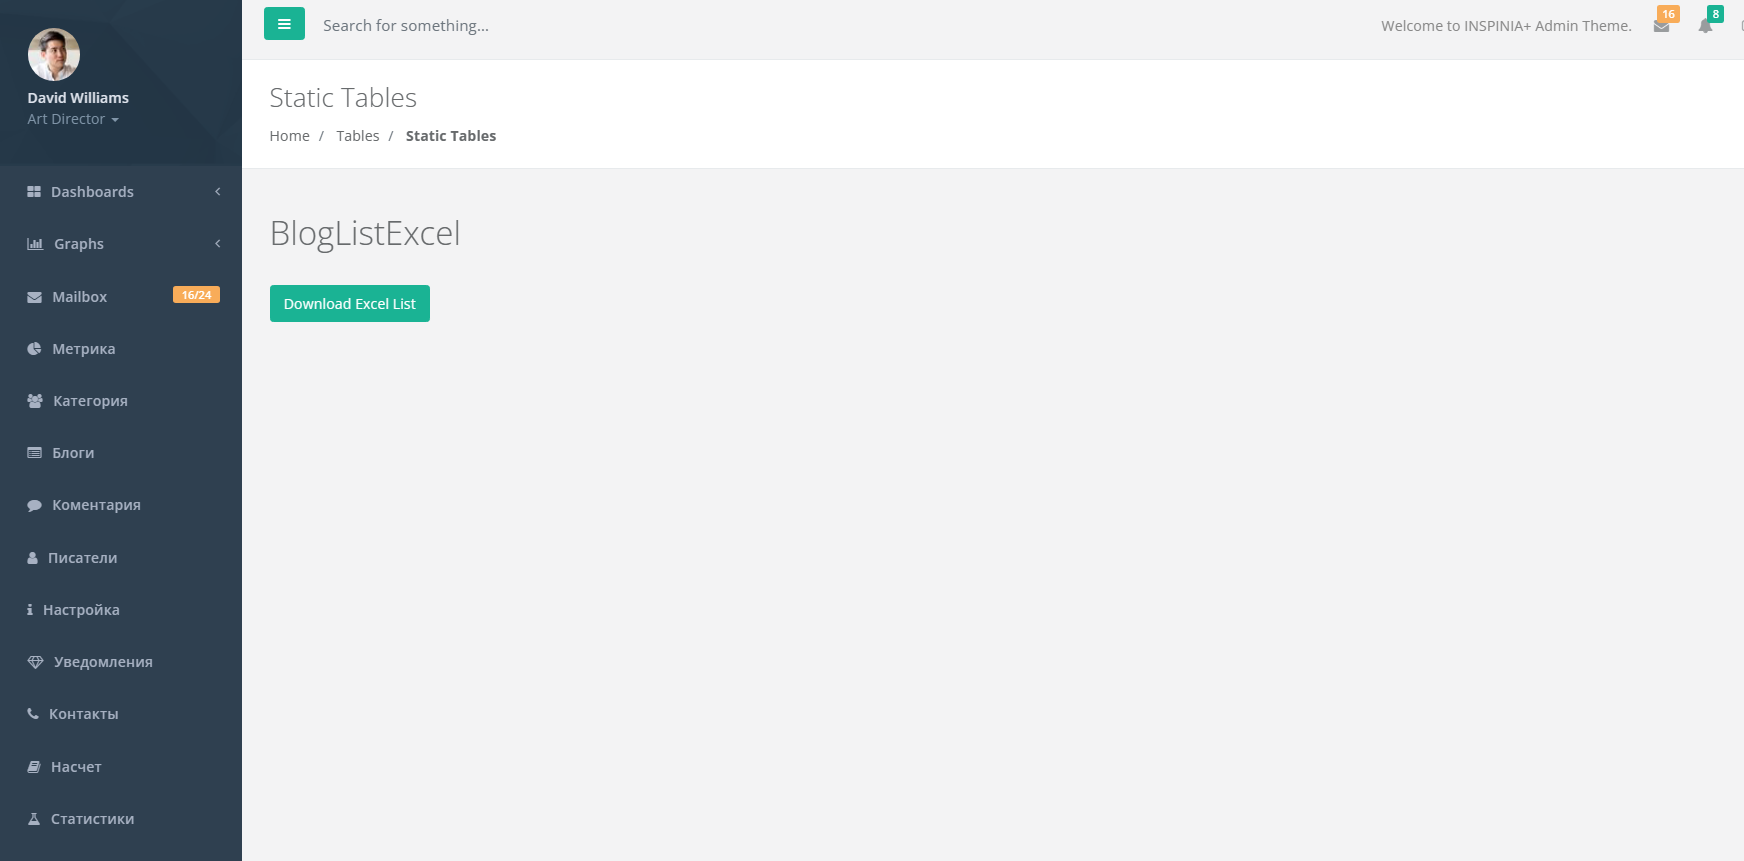 Search for something...
Welcome to INSPINIA+ Admin Theme.
16
8
David Williams
Art Director
Static Tables
Home / Tables / Static Tables
Dashboards
Graphs
Mailbox 16/24
Метрика
Категория
Блоги
Коментария
Писатели
Настройка
Уведомления
Контакты
Насчет
Статистики
BlogListExcel
Download Excel List